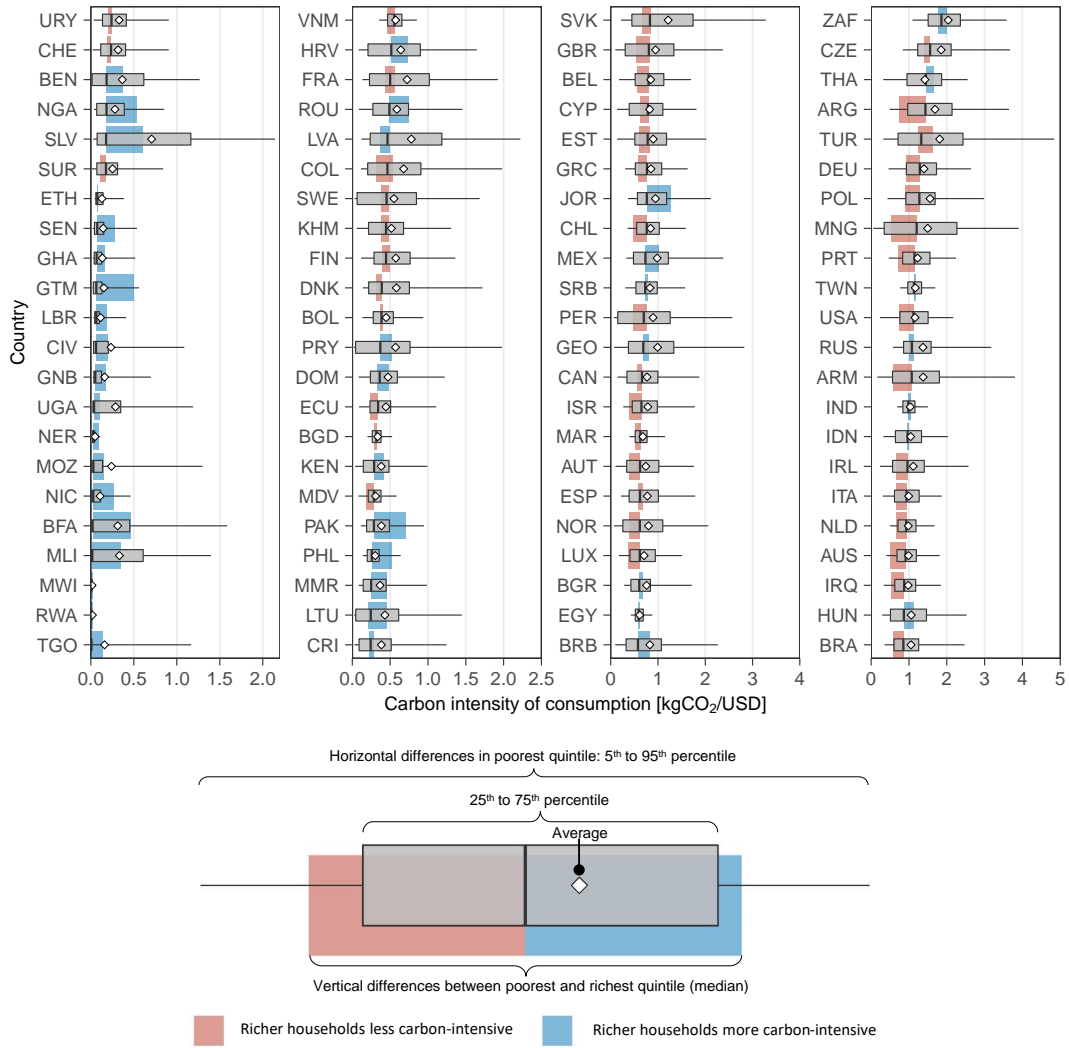 Country
URY
CHE
BEN
NGA
SLV
SUR
ETH
SEN
GHA
GTM
LBR
CIV
GNB
UGA
NER
MOZ
NIC
BFA
MLI
MWI
RWA
TGO
0.0 0.5 1.0 1.5 2.0
VNM
HRV
FRA
ROU
LVA
COL
SWE
KHM
FIN
DNK
BOL
PRY
DOM
ECU
BGD
KEN
MDV
PAK
PHL
MMR
LTU
CRI
0.0 0.5 1.0 1.5 2.0 2.5
SVK
GBR
BEL
CYP
EST
GRC
JOR
CHL
MEX
SRB
PER
GEO
CAN
ISR
MAR
AUT
ESP
NOR
LUX
BGR
EGY
BRB
0 1 2 3 4
ZAF
CZE
THA
ARG
TUR
DEU
POL
MNG
PRT
TWN
USA
RUS
ARM
IND
IDN
IRL
ITA
NLD
AUS
IRQ
HUN
BRA
0 1 2 3 4 5
Carbon intensity of consumption [kgCO₂/USD]
Horizontal differences in poorest quintile: 5th to 95th percentile
25th to 75th percentile
Average
Vertical differences between poorest and richest quintile (median)
Richer households less carbon-intensive
Richer households more carbon-intensive